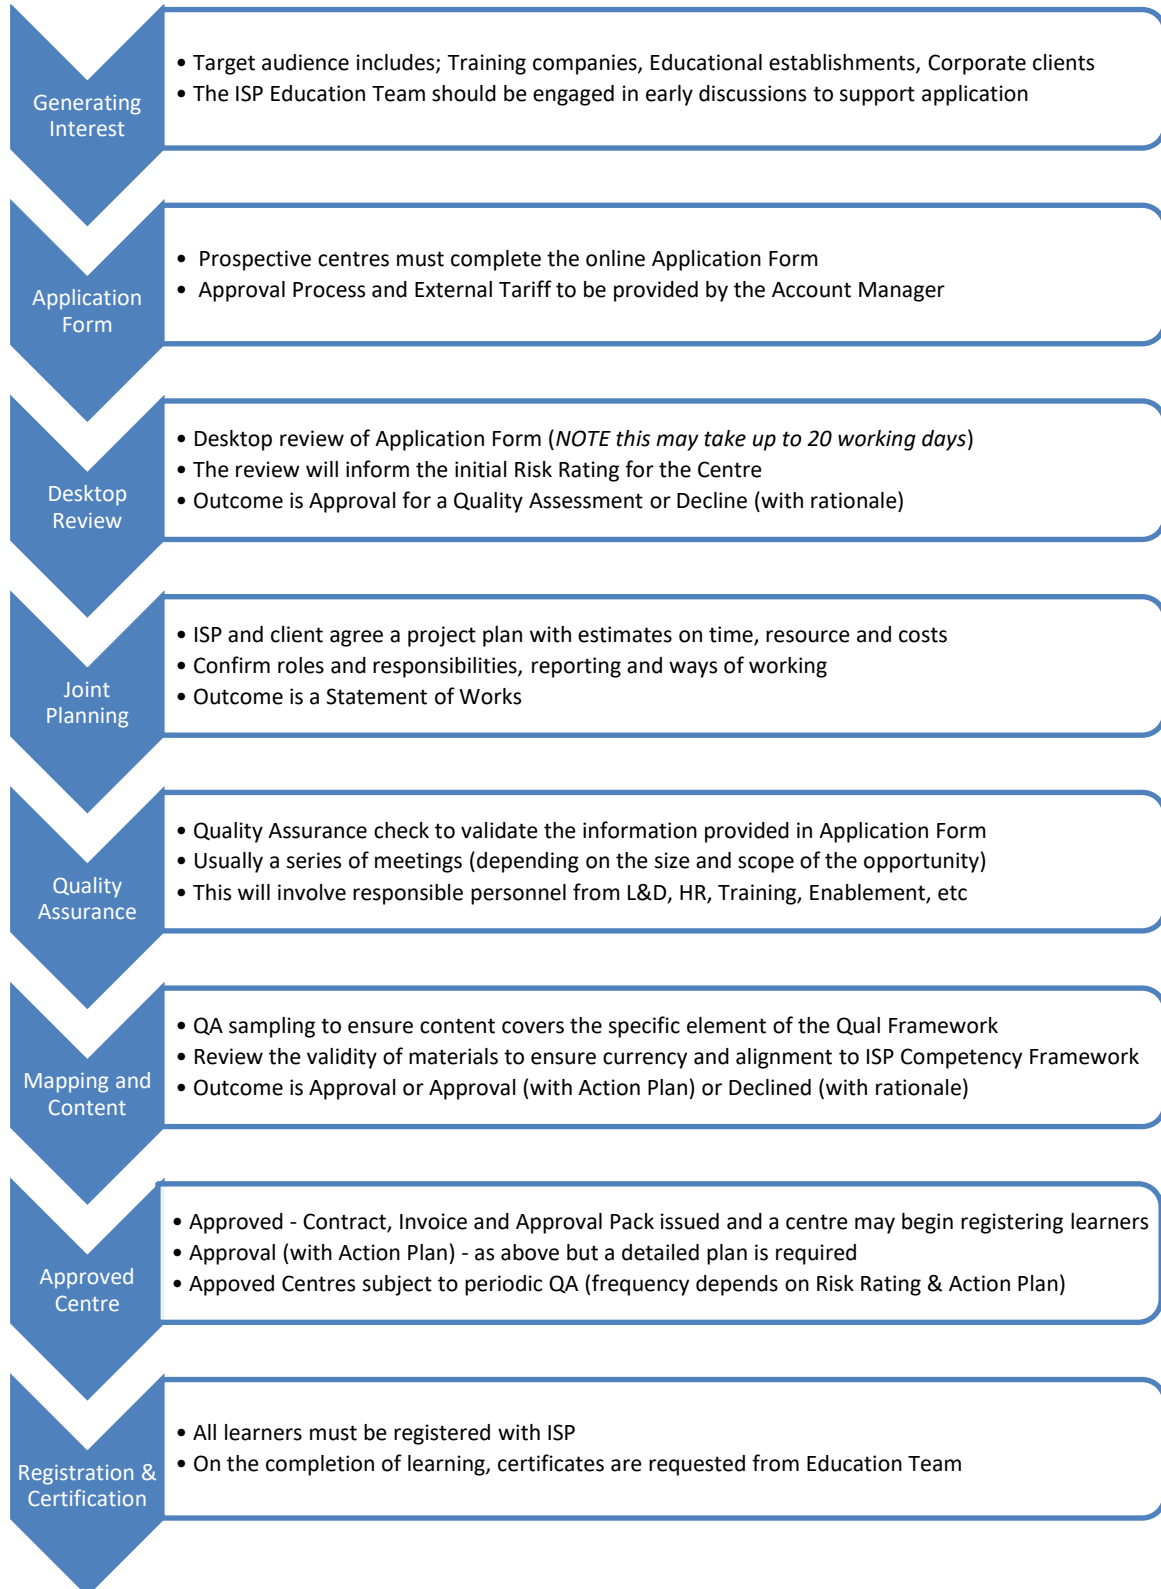 Generating
Interest
• Target audience includes; Training companies, Educational establishments, Corporate clients
• The ISP Education Team should be engaged in early discussions to support application
Application
Form
• Prospective centres must complete the online Application Form
• Approval Process and External Tariff to be provided by the Account Manager
Desktop
Review
• Desktop review of Application Form (NOTE this may take up to 20 working days)
• The review will inform the initial Risk Rating for the Centre
• Outcome is Approval for a Quality Assessment or Decline (with rationale)
Joint
Planning
• ISP and client agree a project plan with estimates on time, resource and costs
• Confirm roles and responsibilities, reporting and ways of working
• Outcome is a Statement of Works
Quality
Assurance
• Quality Assurance check to validate the information provided in Application Form
• Usually a series of meetings (depending on the size and scope of the opportunity)
• This will involve responsible personnel from L&D, HR, Training, Enablement, etc
Mapping and
Content
• QA sampling to ensure content covers the specific element of the Qual Framework
• Review the validity of materials to ensure currency and alignment to ISP Competency Framework
• Outcome is Approval or Approval (with Action Plan) or Declined (with rationale)
Approved
Centre
• Approved - Contract, Invoice and Approval Pack issued and a centre may begin registering learners
• Approval (with Action Plan) - as above but a detailed plan is required
• Appoved Centres subject to periodic QA (frequency depends on Risk Rating & Action Plan)
Registration &
Certification
• All learners must be registered with ISP
• On the completion of learning, certificates are requested from Education Team